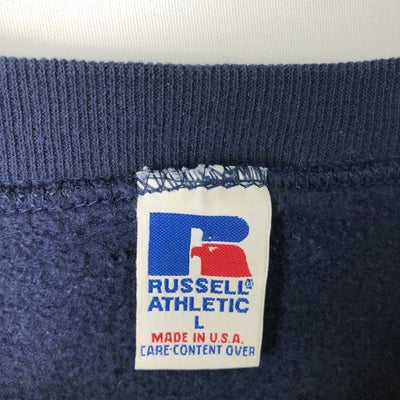 R
RUSSELL®
ATHLETIC
L
MADE IN U.S.A.
CARE-CONTENT OVER